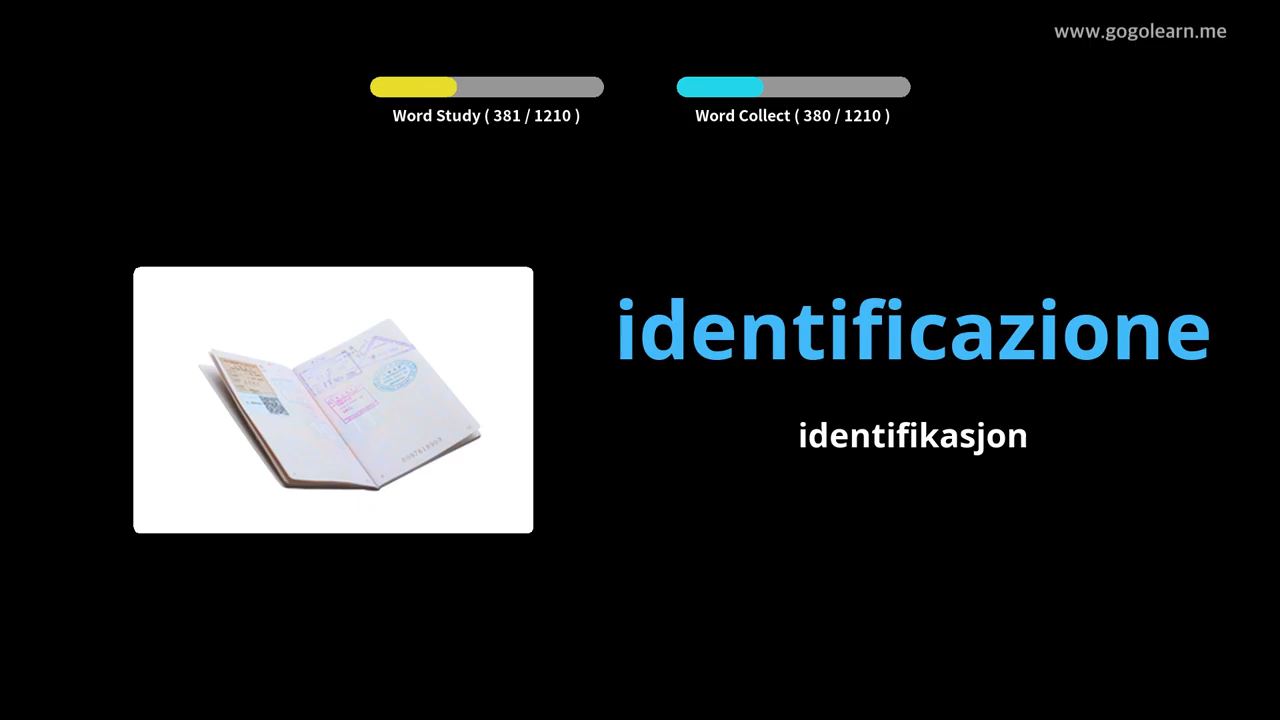 www.gogolearn.me
Word Study ( 381 / 1210 )
Word Collect ( 380 / 1210 )
identificazione
identifikasjon